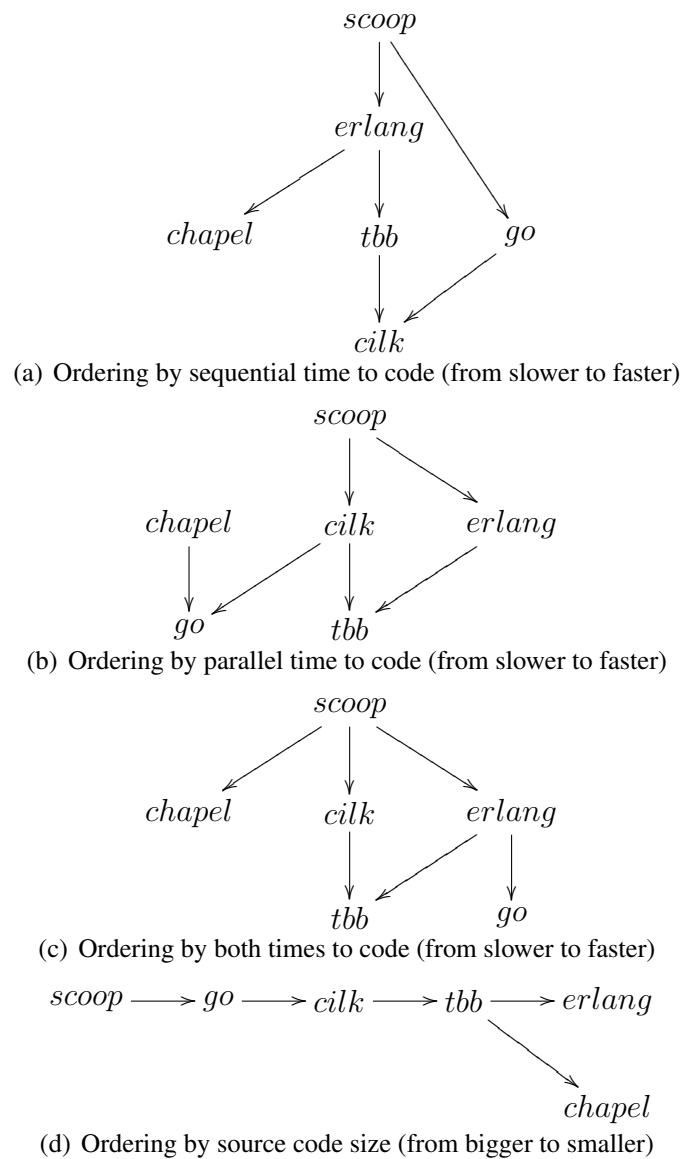 scoop
erlang
chapel tbb go
cilk
(a) Ordering by sequential time to code (from slower to faster)
scoop
chapel cilk erlang
go tbb
(b) Ordering by parallel time to code (from slower to faster)
scoop
chapel cilk erlang
tbb go
(c) Ordering by both times to code (from slower to faster)
scoop go cilk tbb erlang
chapel
(d) Ordering by source code size (from bigger to smaller)